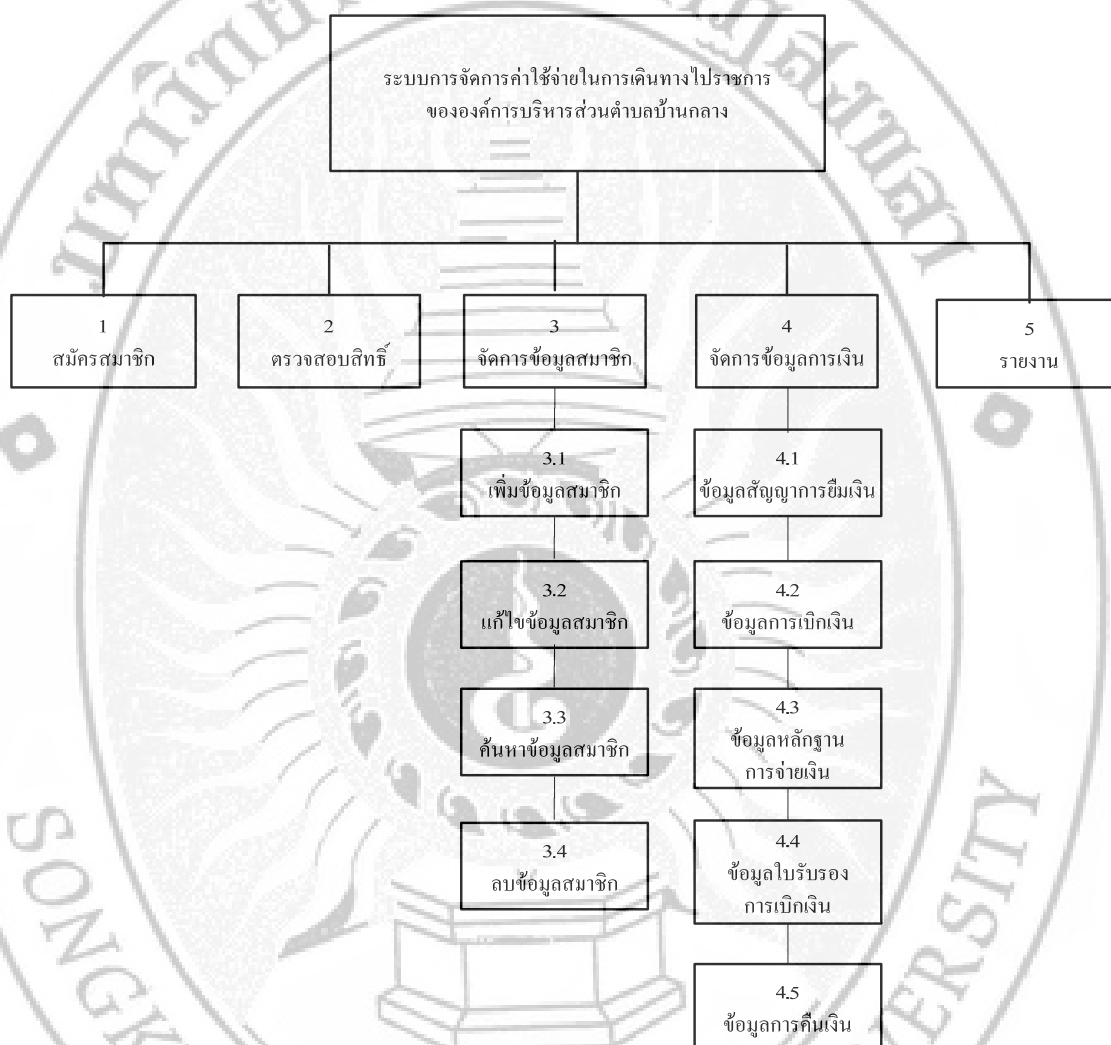 ระบบการจัดการค่าใช้จ่ายในการเดินทางไปราชการ
ขององค์การบริหารส่วนตำบลบ้านกลาง
1
สมัครสมาชิก
2
ตรวจสอบสิทธิ์
3
จัดการข้อมูลสมาชิก
4
จัดการข้อมูลการเงิน
5
รายงาน
3.1
เพิ่มข้อมูลสมาชิก
3.2
แก้ไขข้อมูลสมาชิก
3.3
ค้นหาข้อมูลสมาชิก
3.4
ลบข้อมูลสมาชิก
4.1
ข้อมูลสัญญาการยืมเงิน
4.2
ข้อมูลการเบิกเงิน
4.3
ข้อมูลหลักฐาน
การจ่ายเงิน
4.4
ข้อมูลใบรับรอง
การเบิกเงิน
4.5
ข้อมูลการคืนเงิน